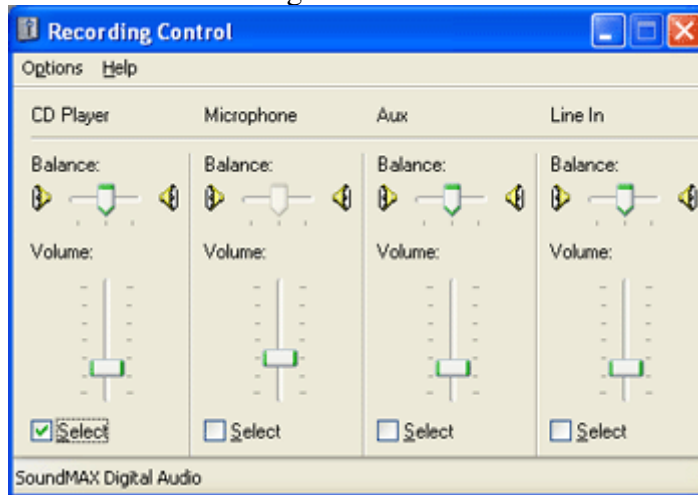 Recording Control
Options Help
CD Player Microphone Aux Line In
Balance: Balance: Balance: Balance:
Volume: Volume: Volume: Volume:
Select Select Select Select
SoundMAX Digital Audio